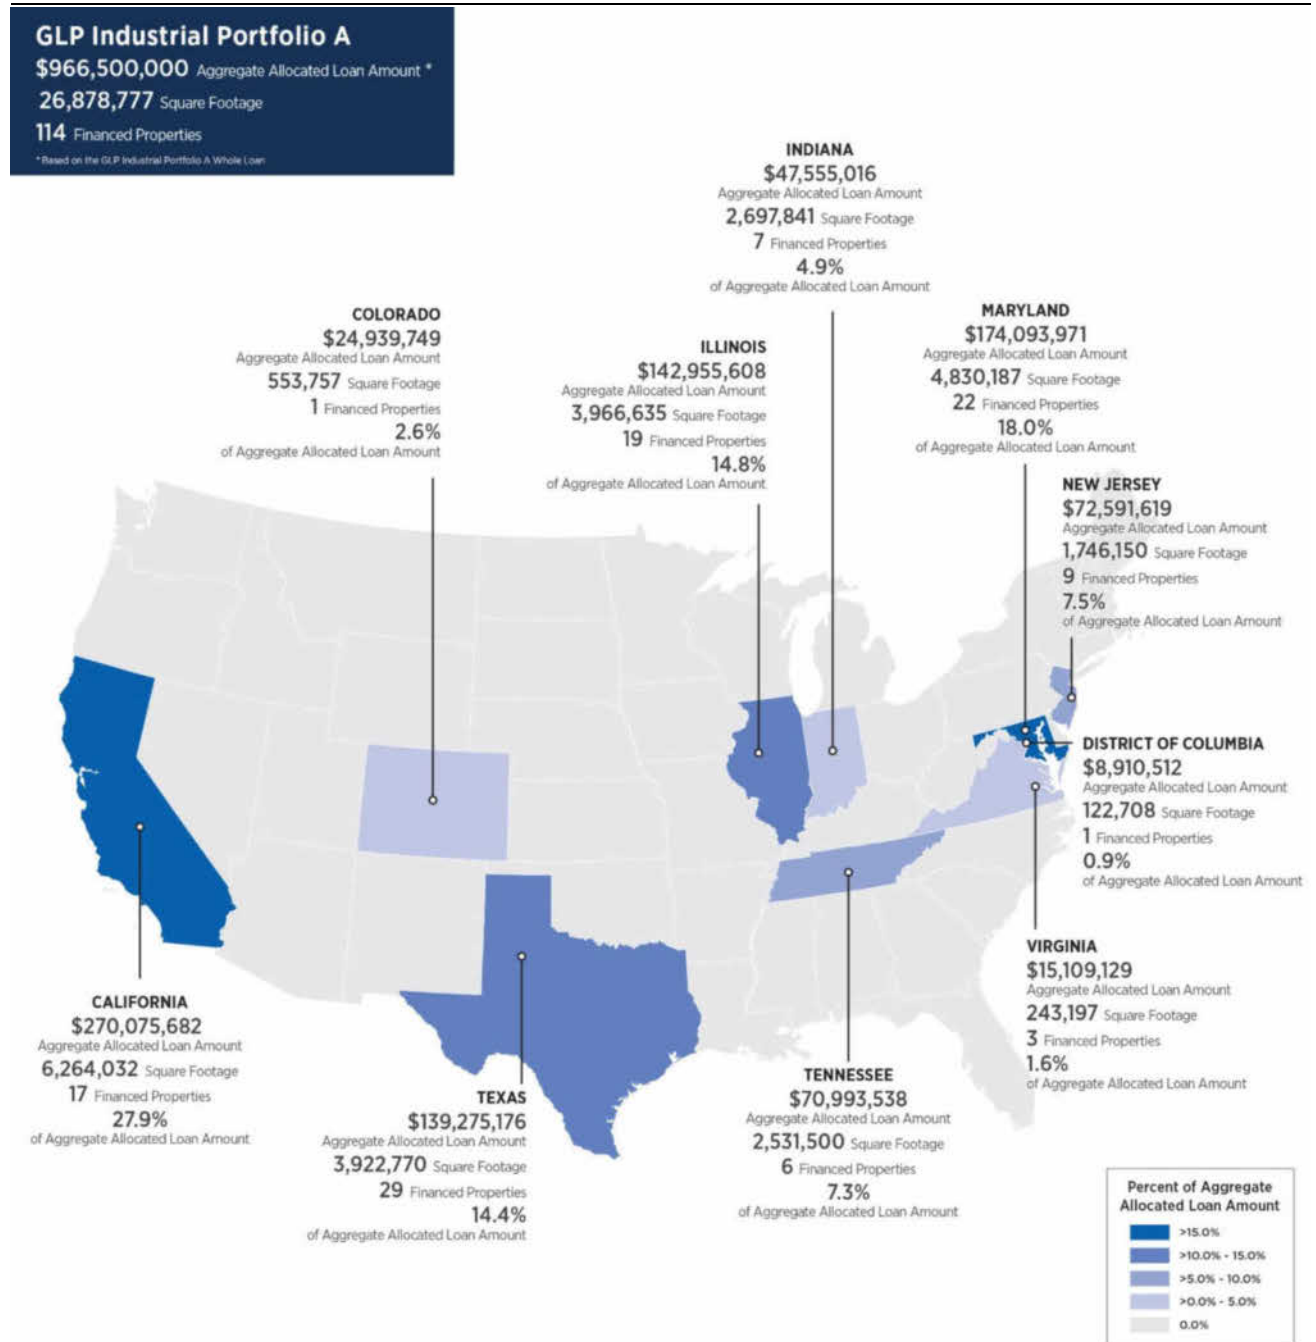 GLP Industrial Portfolio A
$966,500,000 Aggregate Allocated Loan Amount *
26,878,777 Square Footage
114 Financed Properties
* Based on the GLP Industrial Portfolio A Whole Loan
INDIANA
$47,555,016
Aggregate Allocated Loan Amount
2,697,841 Square Footage
7 Financed Properties
4.9%
of Aggregate Allocated Loan Amount
COLORADO
$24,939,749
Aggregate Allocated Loan Amount
553,757 Square Footage
1 Financed Properties
2.6%
of Aggregate Allocated Loan Amount
ILLINOIS
$142,955,608
Aggregate Allocated Loan Amount
3,966,635 Square Footage
19 Financed Properties
14.8%
of Aggregate Allocated Loan Amount
MARYLAND
$174,093,971
Aggregate Allocated Loan Amount
4,830,187 Square Footage
22 Financed Properties
18.0%
of Aggregate Allocated Loan Amount
NEW JERSEY
$72,591,619
Aggregate Allocated Loan Amount
1,746,150 Square Footage
9 Financed Properties
7.5%
of Aggregate Allocated Loan Amount
DISTRICT OF COLUMBIA
$8,910,512
Aggregate Allocated Loan Amount
122,708 Square Footage
1 Financed Properties
0.9%
of Aggregate Allocated Loan Amount
VIRGINIA
$15,109,129
Aggregate Allocated Loan Amount
243,197 Square Footage
3 Financed Properties
1.6%
of Aggregate Allocated Loan Amount
CALIFORNIA
$270,075,682
Aggregate Allocated Loan Amount
6,264,032 Square Footage
17 Financed Properties
27.9%
of Aggregate Allocated Loan Amount
TEXAS
$139,275,176
Aggregate Allocated Loan Amount
3,922,770 Square Footage
29 Financed Properties
14.4%
of Aggregate Allocated Loan Amount
TENNESSEE
$70,993,538
Aggregate Allocated Loan Amount
2,531,500 Square Footage
6 Financed Properties
7.3%
of Aggregate Allocated Loan Amount
Percent of Aggregate
Allocated Loan Amount
>15.0%
>10.0% - 15.0%
>5.0% - 10.0%
>0.0% - 5.0%
0.0%